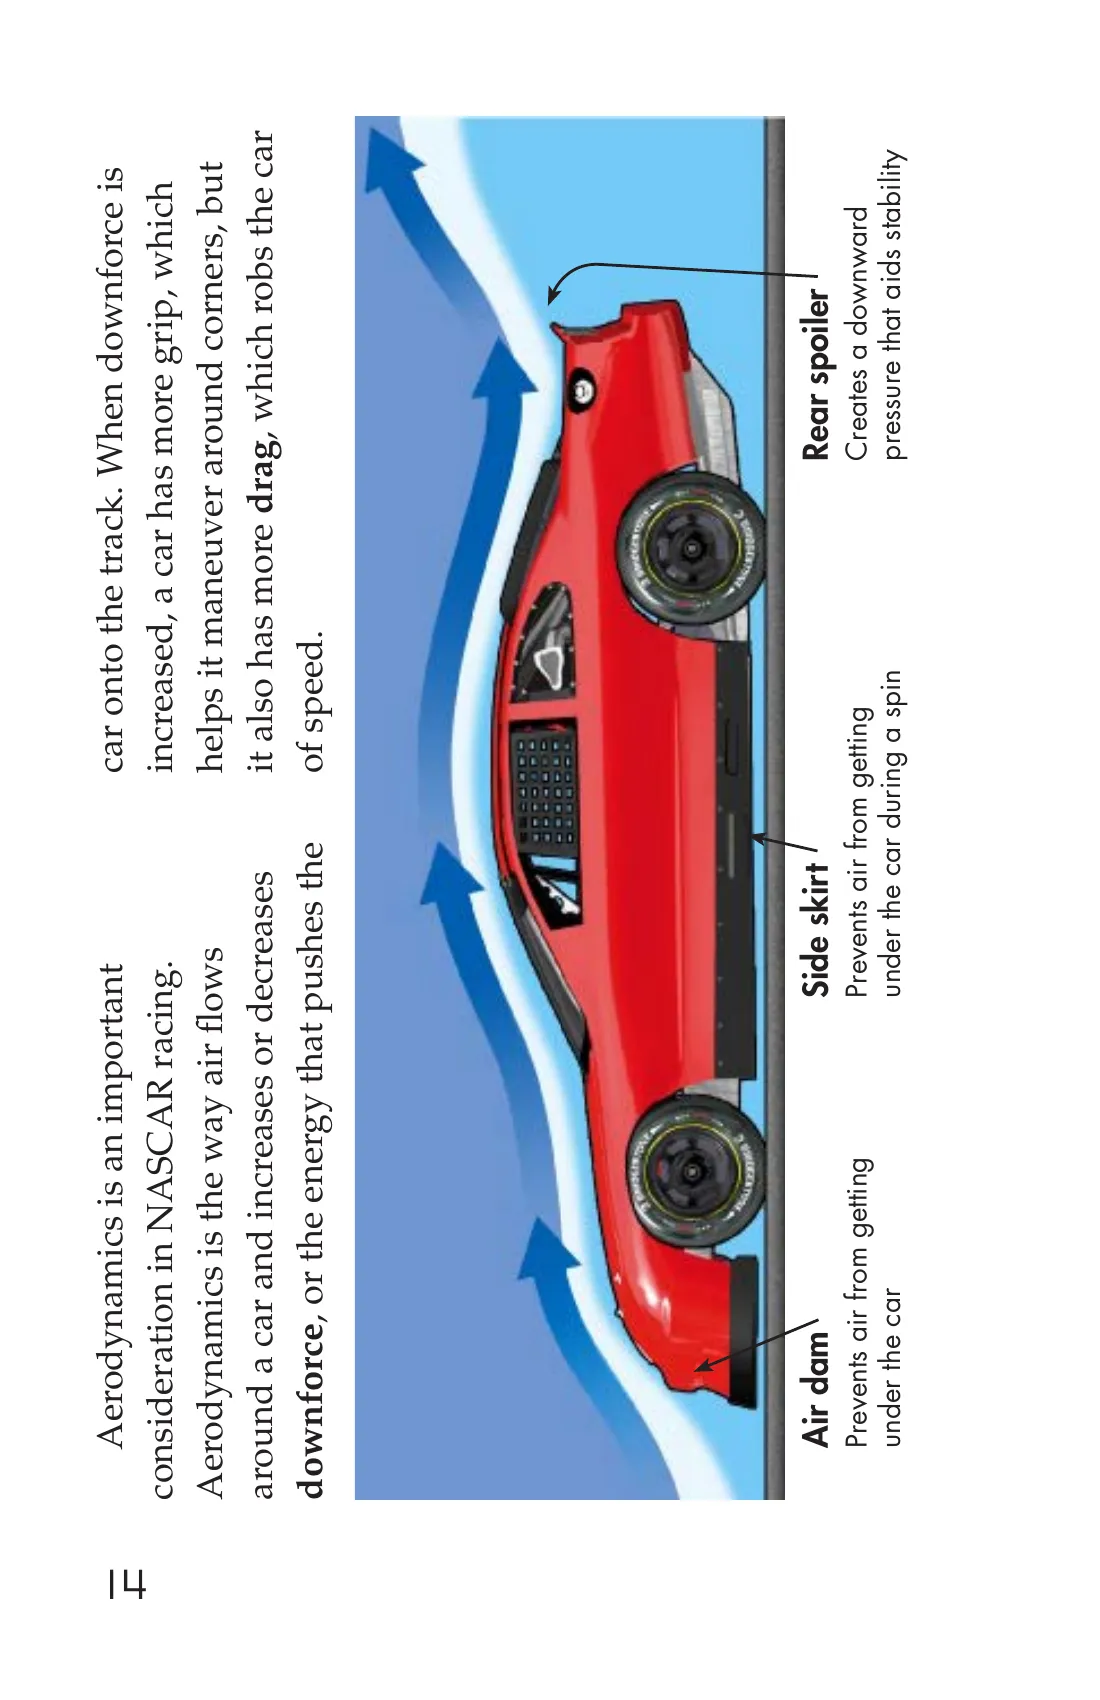 14
Aerodynamics is an important
consideration in NASCAR racing.
Aerodynamics is the way air flows
around a car and increases or decreases
downforce, or the energy that pushes the
car onto the track. When downforce is
increased, a car has more grip, which
helps it maneuver around corners, but
it also has more drag, which robs the car
of speed.
Air dam
Prevents air from getting
under the car
Side skirt
Prevents air from getting
under the car during a spin
Rear spoiler
Creates a downward
pressure that aids stability